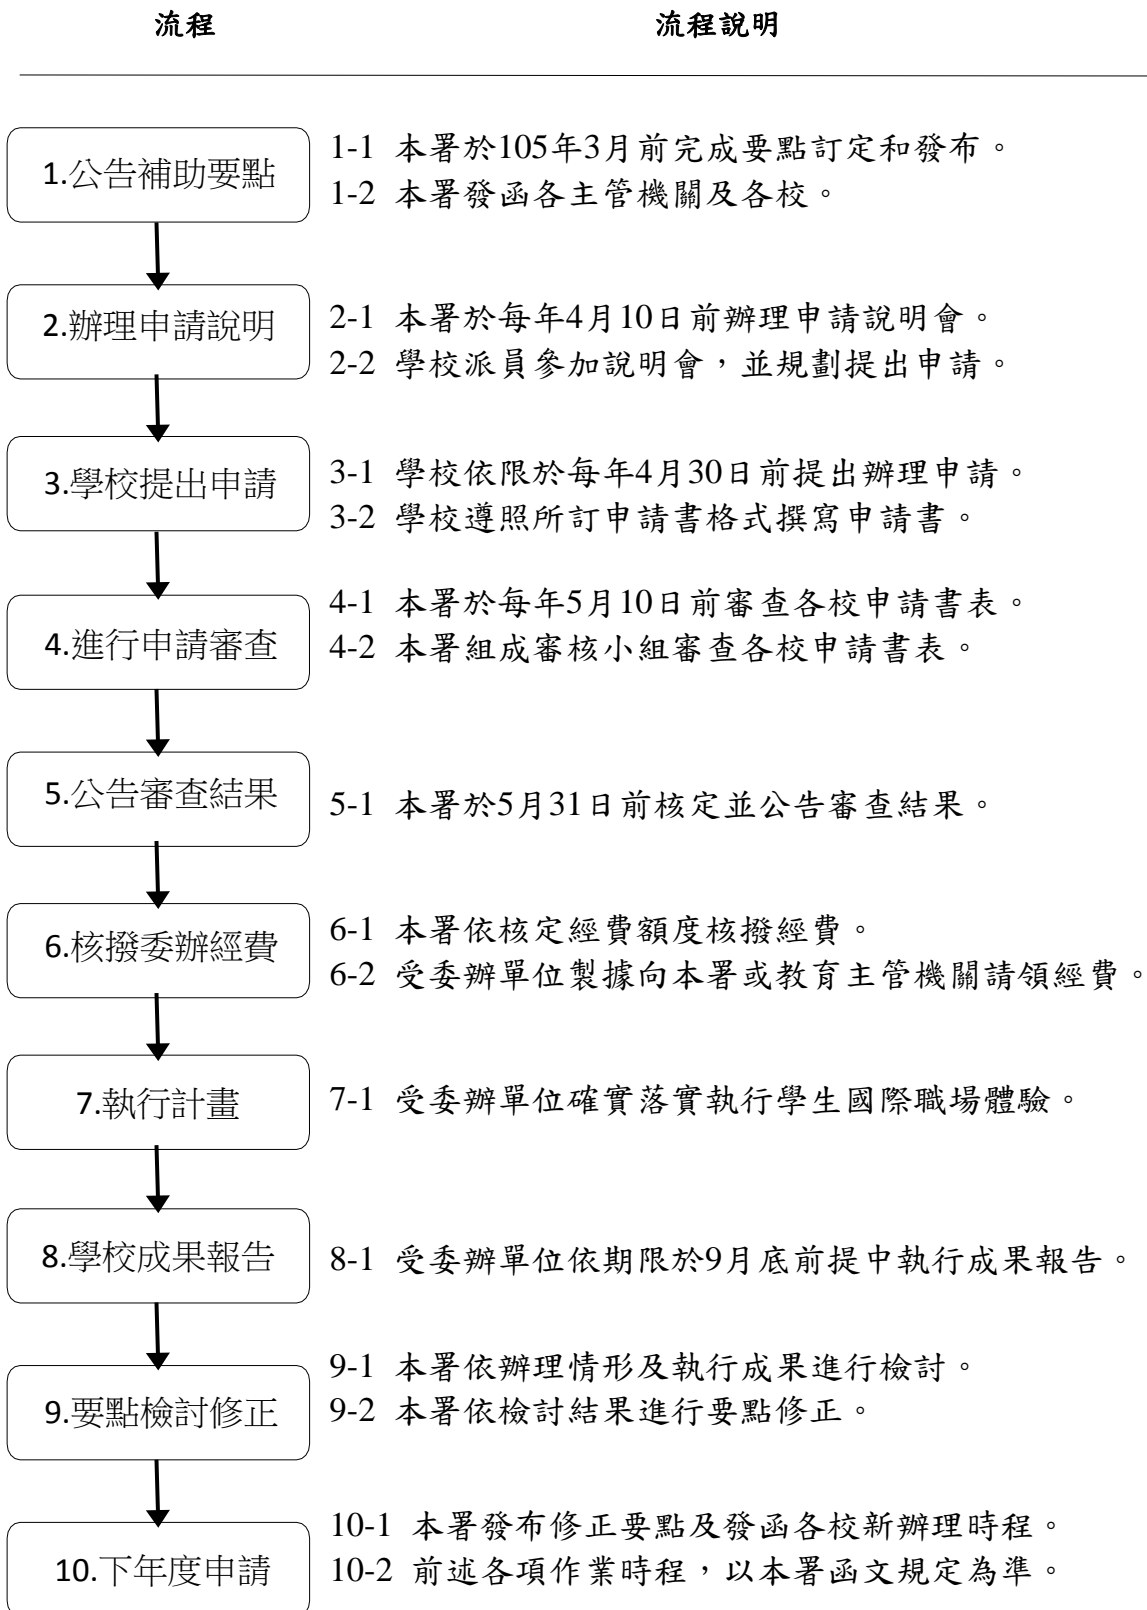 流程
流程說明
1.公告補助要點
1-1 本署於105年3月前完成要點訂定和發布。
1-2 本署發函各主管機關及各校。
2.辦理申請說明
2-1 本署於每年4月10日前辦理申請說明會。
2-2 學校派員參加說明會，並規劃提出申請。
3.學校提出申請
3-1 學校依限於每年4月30日前提出辦理申請。
3-2 學校遵照所訂申請書格式撰寫申請書。
4.進行申請審查
4-1 本署於每年5月10日前審查各校申請書表。
4-2 本署組成審核小組審查各校申請書表。
5.公告審查結果
5-1 本署於5月31日前核定並公告審查結果。
6.核撥委辦經費
6-1 本署依核定經費額度核撥經費。
6-2 受委辦單位製據向本署或教育主管機關請領經費。
7.執行計畫
7-1 受委辦單位確實落實執行學生國際職場體驗。
8.學校成果報告
8-1 受委辦單位依期限於9月底前提中執行成果報告。
9.要點檢討修正
9-1 本署依辦理情形及執行成果進行檢討。
9-2 本署依檢討結果進行要點修正。
10.下年度申請
10-1 本署發布修正要點及發函各校新辦理時程。
10-2 前述各項作業時程，以本署函文規定為準。